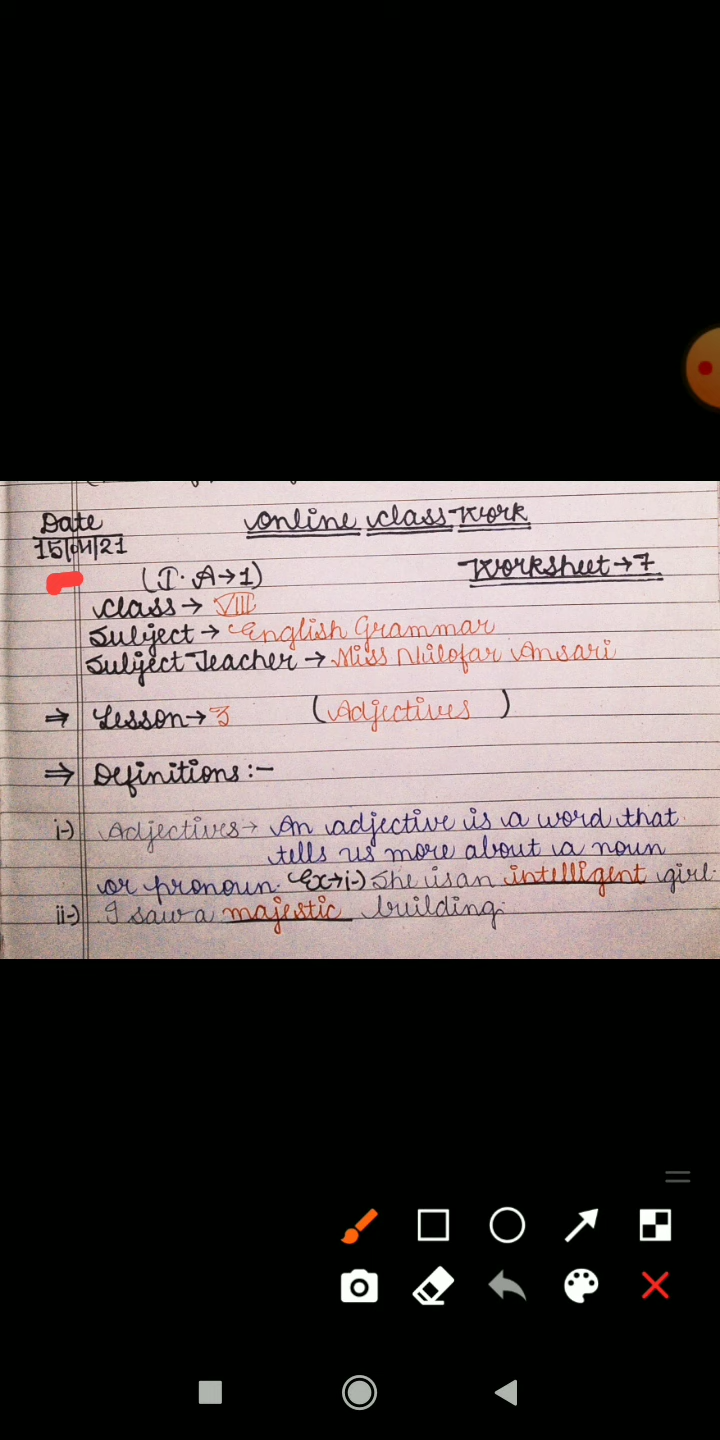 Date
15/04/21
Online Class-Work
(I. A→1)
Worksheet→7
Class→ VIII
Subject → English Grammar
Subject Teacher → Miss Nilofar Ansari
⇒ Lesson→3 (Adjectives)
⇒ Definitions:-
i-) Adjectives→ An adjective is a word that
tells us more about a noun
or pronoun. Ex→i-) She is an intelligent girl.
ii-) I saw a majestic building.